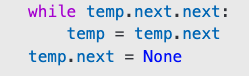 while temp.next.next:
    temp = temp.next
temp.next = None